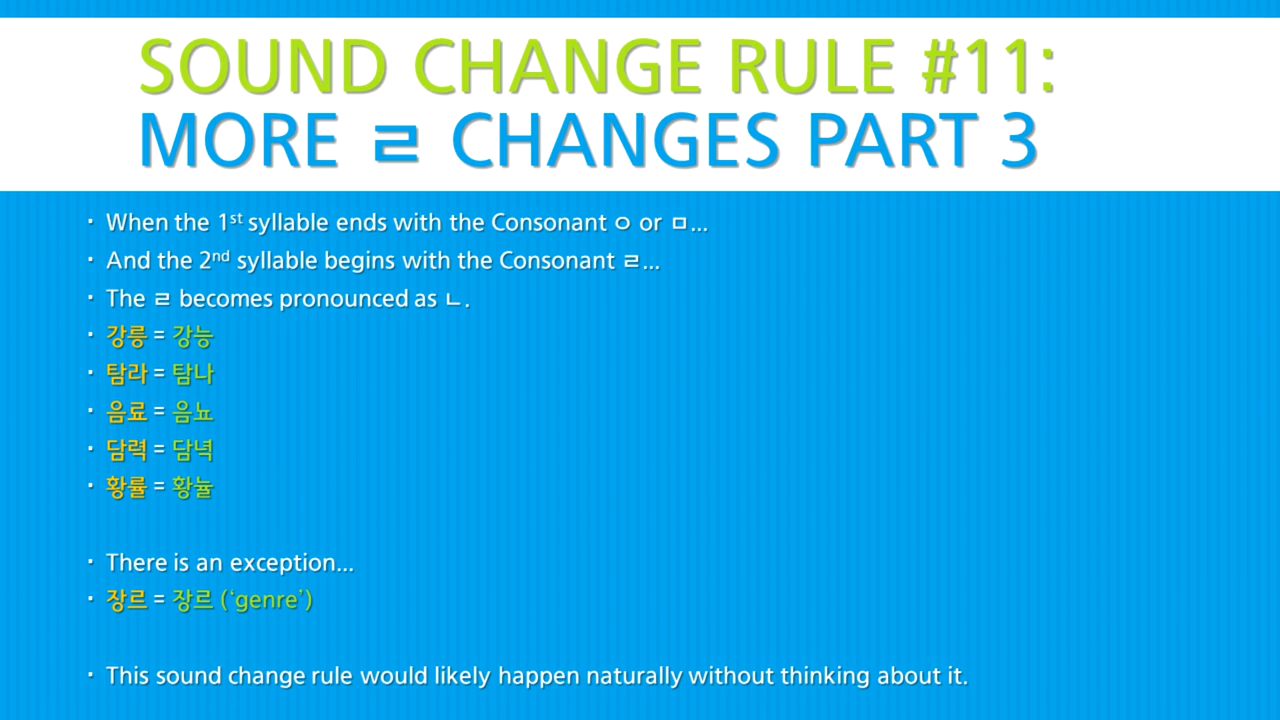 SOUND CHANGE RULE #11:
MORE ㄹ CHANGES PART 3
· When the 1st syllable ends with the Consonant ㅇ or ㅁ...
· And the 2nd syllable begins with the Consonant ㄹ...
· The ㄹ becomes pronounced as ㄴ.
· 강릉 = 강능
· 탐라 = 탐나
· 음료 = 음뇨
· 담력 = 담녁
· 황률 = 황뉼
· There is an exception...
· 장르 = 장르 (‘genre’)
· This sound change rule would likely happen naturally without thinking about it.